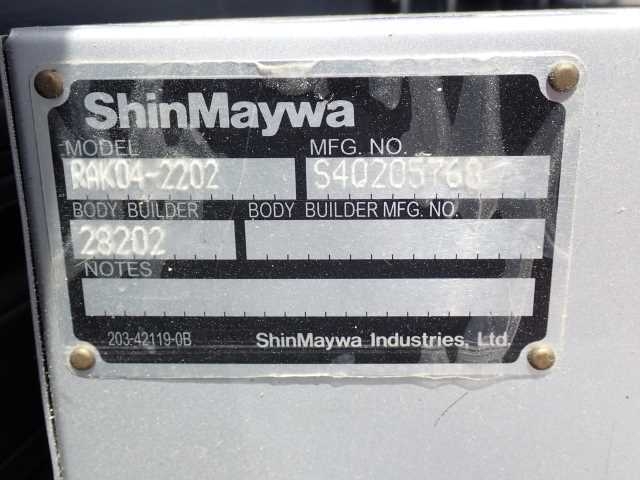 ShinMaywa
MODEL MFG. NO.
RAK04-2202 S4Q205760
BODY BUILDER BODY BUILDER MFG. NO.
28202
NOTES
203-42119-0B ShinMaywa Industries, Ltd.